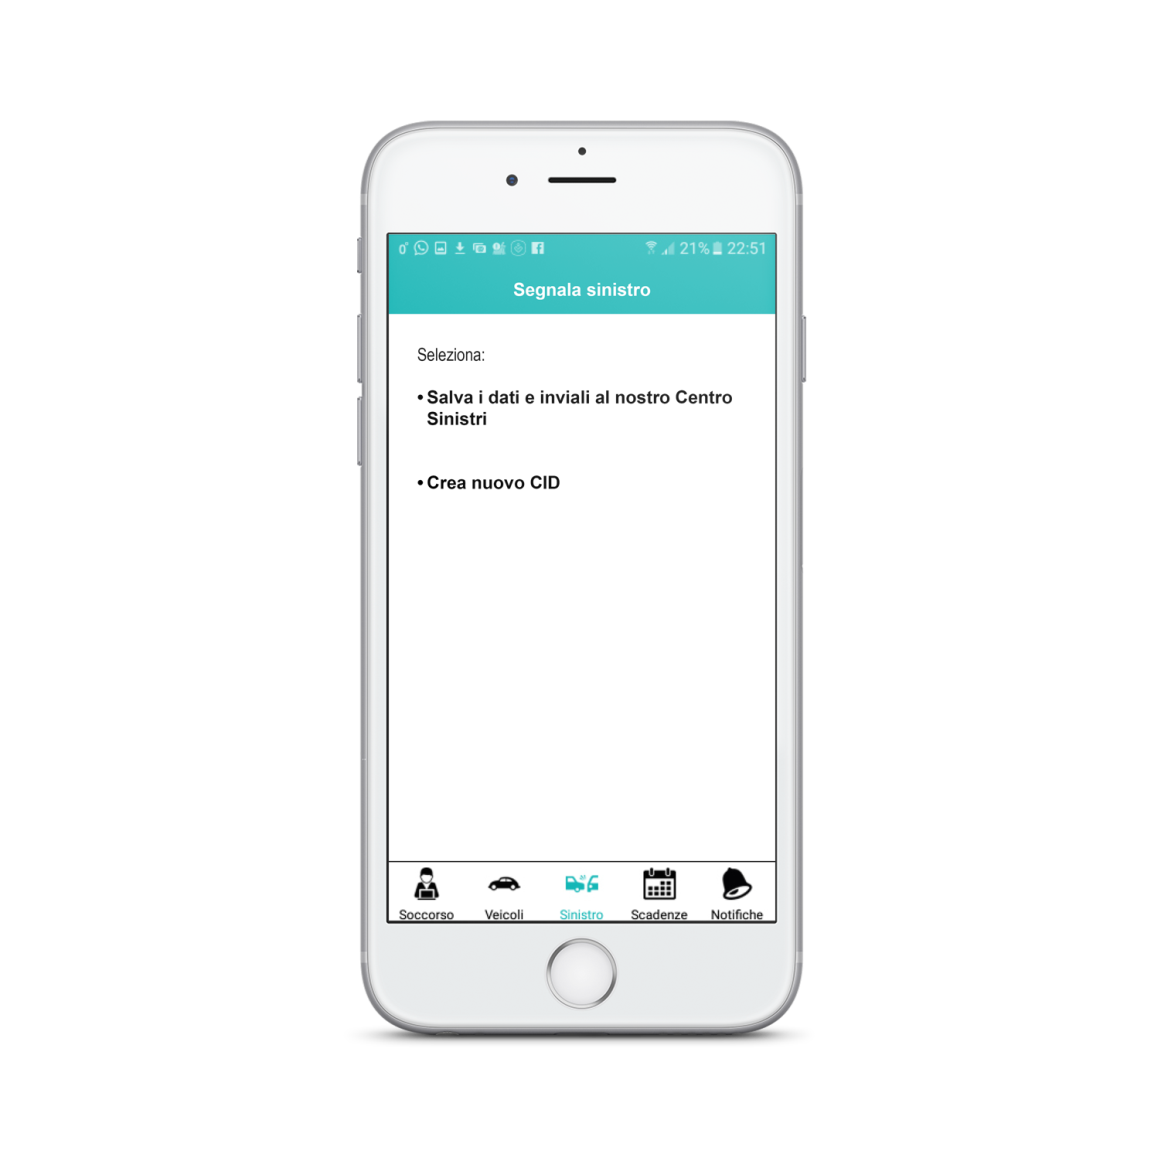 21% 22:51
Segnala sinistro
Seleziona:
• Salva i dati e inviali al nostro Centro
Sinistri
• Crea nuovo CID
Soccorso Veicoli Sinistro Scadenze Notifiche